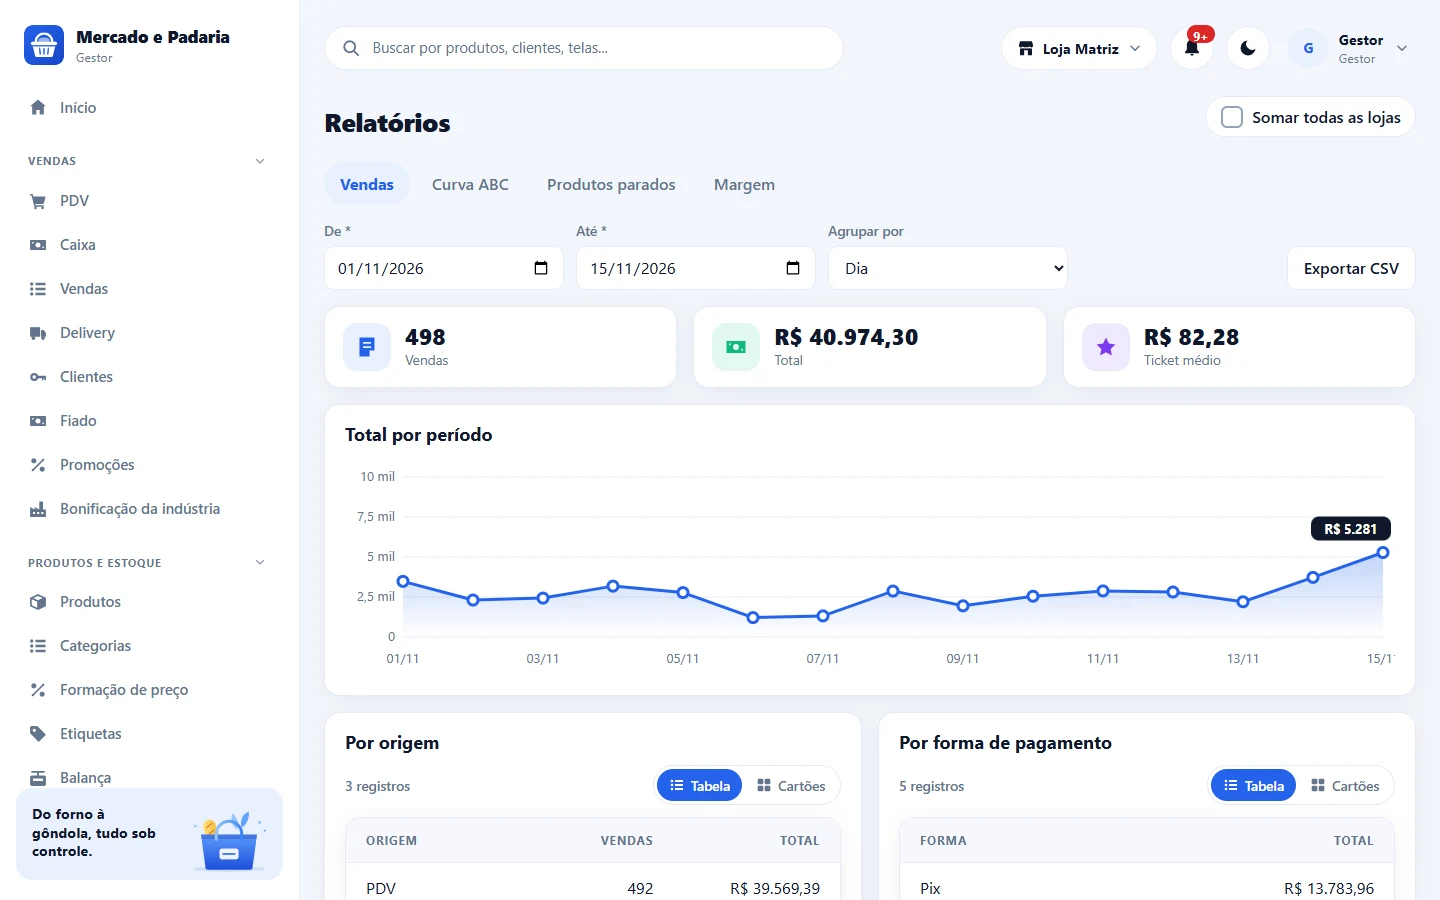 Mercado e Padaria
Gestor
Buscar por produtos, clientes, telas...
Loja Matriz
9+
G
Gestor
Gestor
Início
VENDAS
PDV
Caixa
Vendas
Delivery
Clientes
Fiado
Promoções
Bonificação da indústria
PRODUTOS E ESTOQUE
Produtos
Categorias
Formação de preço
Etiquetas
Balança
Do forno à
gôndola, tudo sob
controle.
Relatórios
Somar todas as lojas
Vendas
Curva ABC
Produtos parados
Margem
De *
Até *
Agrupar por
01/11/2026
15/11/2026
Dia
Exportar CSV
498
Vendas
R$ 40.974,30
Total
R$ 82,28
Ticket médio
Total por período
10 mil
7,5 mil
5 mil
2,5 mil
0
R$ 5.281
01/11
03/11
05/11
07/11
09/11
11/11
13/11
15/1
Por origem
3 registros
Tabela
Cartões
ORIGEM VENDAS TOTAL
PDV 492 R$ 39.569,39
Por forma de pagamento
5 registros
Tabela
Cartões
FORMA TOTAL
Pix R$ 13.783,96